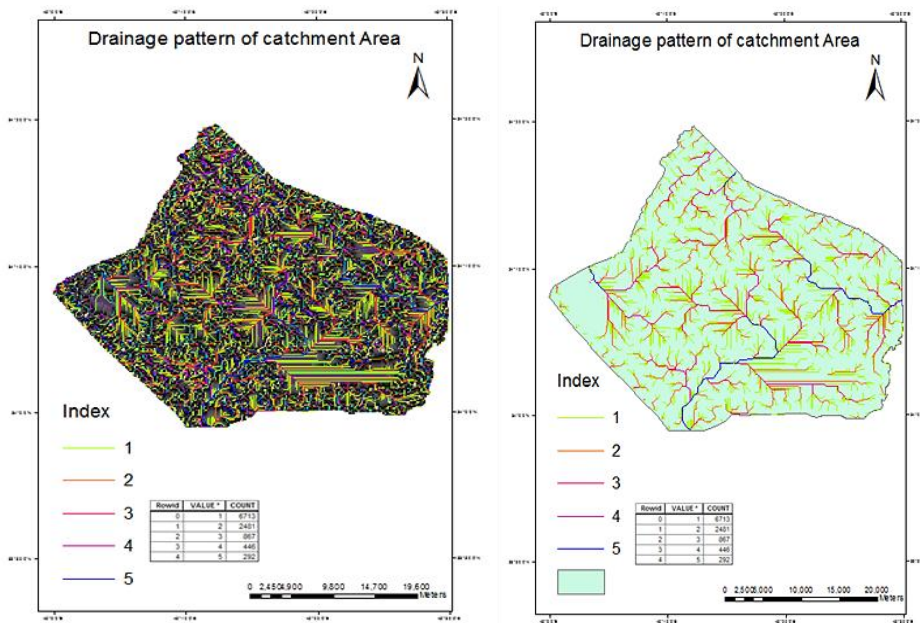 Drainage pattern of catchment Area
N
Index
1
2
3
4
5
Rowid VALUE * COUNT
0 1 6713
1 2 2481
2 3 867
3 4 446
4 5 292
0 2,450 4,900 9,800 14,700 19,600
Meters
Drainage pattern of catchment Area
N
Index
1
2
3
4
5
Rowid VALUE * COUNT
0 1 6713
1 2 2481
2 3 867
3 4 446
4 5 292
0 2,500 5,000 10,000 15,000 20,000
Meters